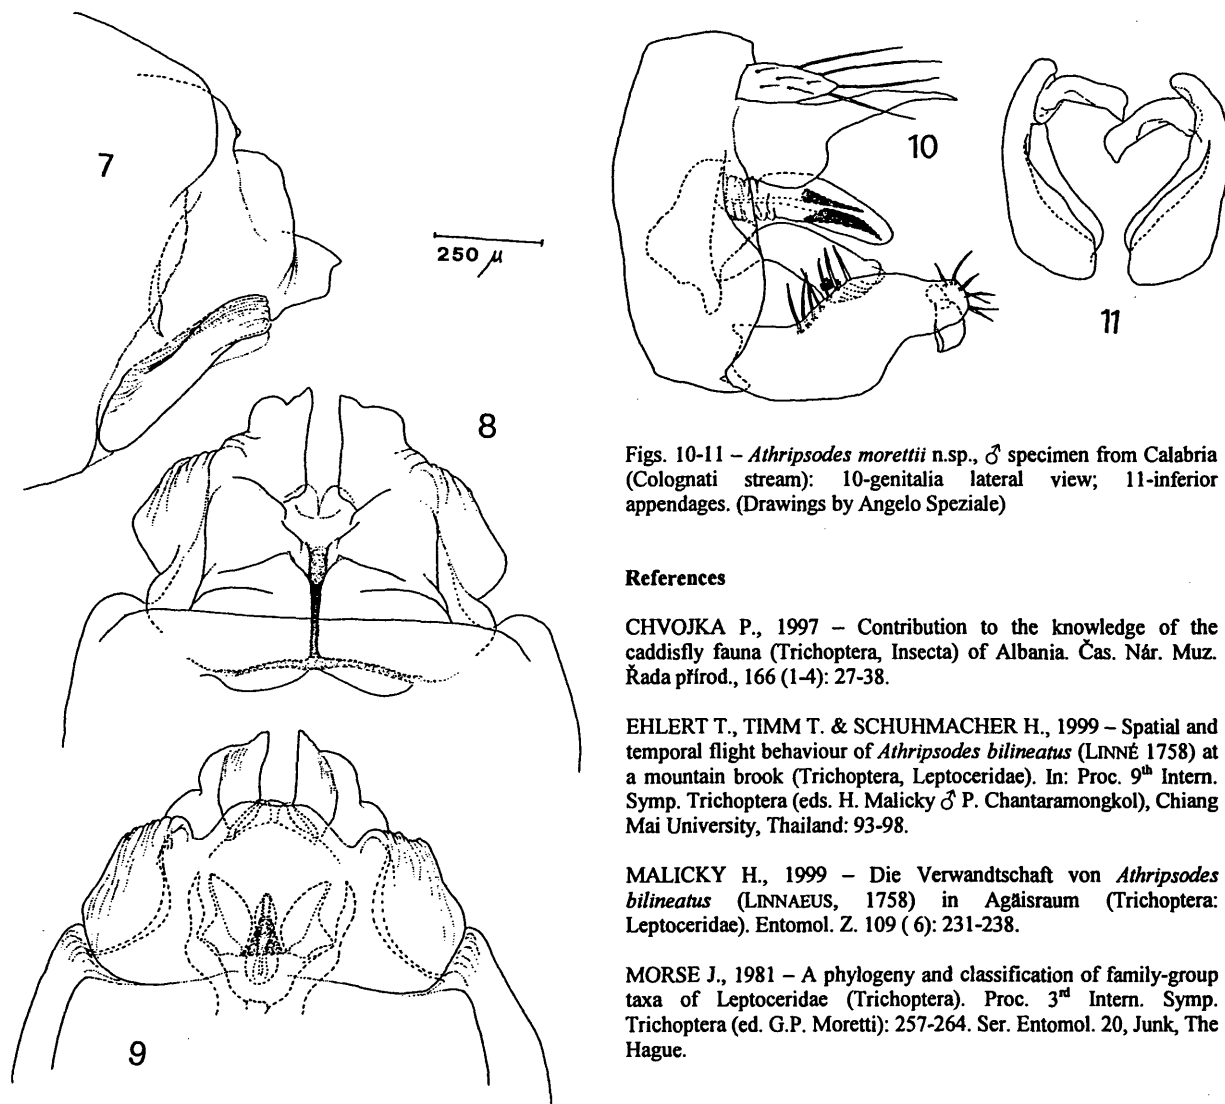 7
250 µ
8
9
10
11
Figs. 10-11 – Athripsodes morettii n.sp., ♂ specimen from Calabria
(Colognati stream): 10-genitalia lateral view; 11-inferior
appendages. (Drawings by Angelo Speziale)
References
CHVOJKA P., 1997 – Contribution to the knowledge of the
caddisfly fauna (Trichoptera, Insecta) of Albania. Čas. Nár. Muz.
Řada přírod., 166 (1-4): 27-38.
EHLERT T., TIMM T. & SCHUHMACHER H., 1999 – Spatial and
temporal flight behaviour of Athripsodes bilineatus (LINNÉ 1758) at
a mountain brook (Trichoptera, Leptoceridae). In: Proc. 9th Intern.
Symp. Trichoptera (eds. H. Malicky ♂ P. Chantaramongkol), Chiang
Mai University, Thailand: 93-98.
MALICKY H., 1999 – Die Verwandtschaft von Athripsodes
bilineatus (LINNAEUS, 1758) in Agäisraum (Trichoptera:
Leptoceridae). Entomol. Z. 109 ( 6): 231-238.
MORSE J., 1981 – A phylogeny and classification of family-group
taxa of Leptoceridae (Trichoptera). Proc. 3rd Intern. Symp.
Trichoptera (ed. G.P. Moretti): 257-264. Ser. Entomol. 20, Junk, The
Hague.